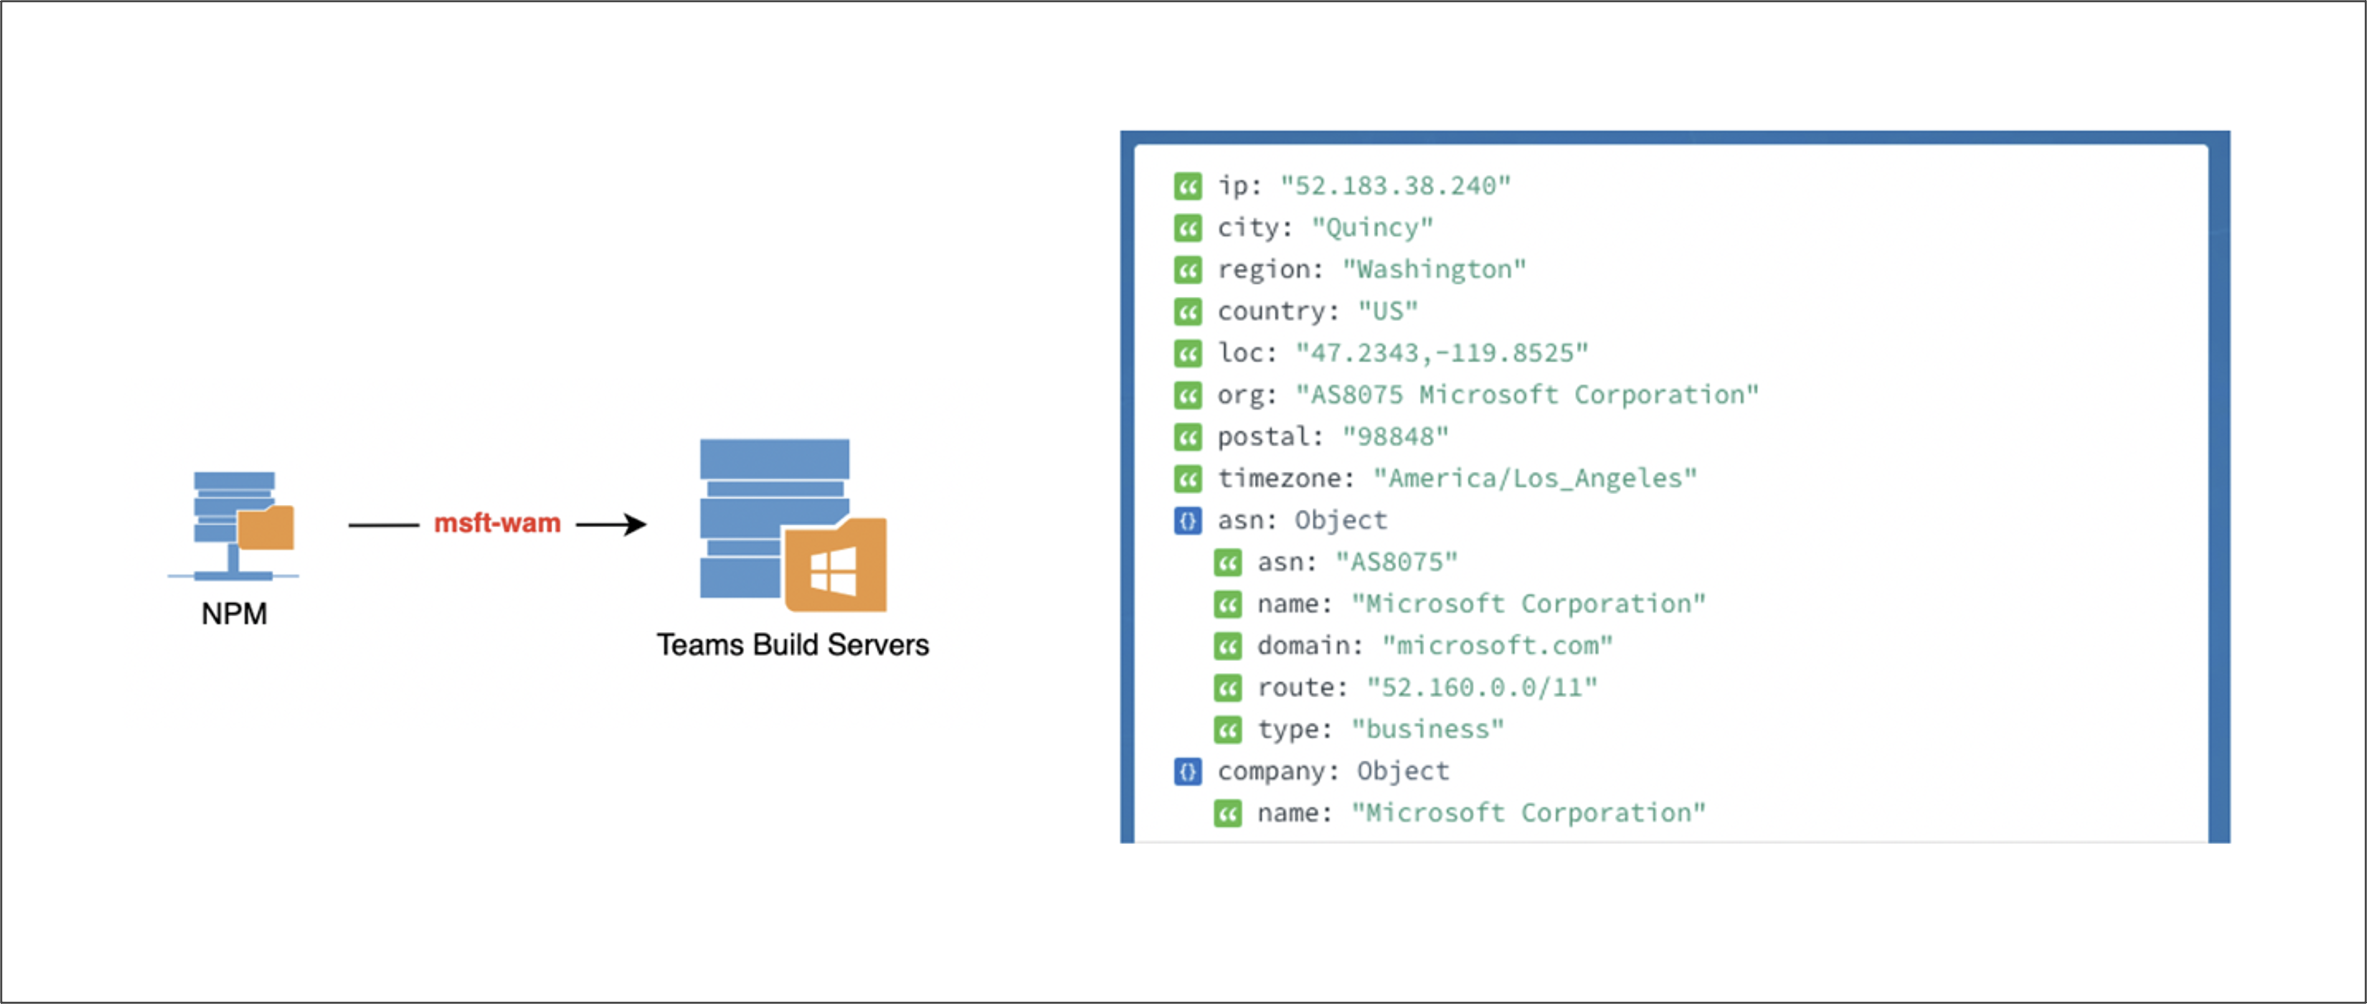 NPM
msft-wam
Teams Build Servers
ip: "52.183.38.240"
city: "Quincy"
region: "Washington"
country: "US"
loc: "47.2343,-119.8525"
org: "AS8075 Microsoft Corporation"
postal: "98848"
timezone: "America/Los_Angeles"
{} asn: Object
asn: "AS8075"
name: "Microsoft Corporation"
domain: "microsoft.com"
route: "52.160.0.0/11"
type: "business"
{} company: Object
name: "Microsoft Corporation"